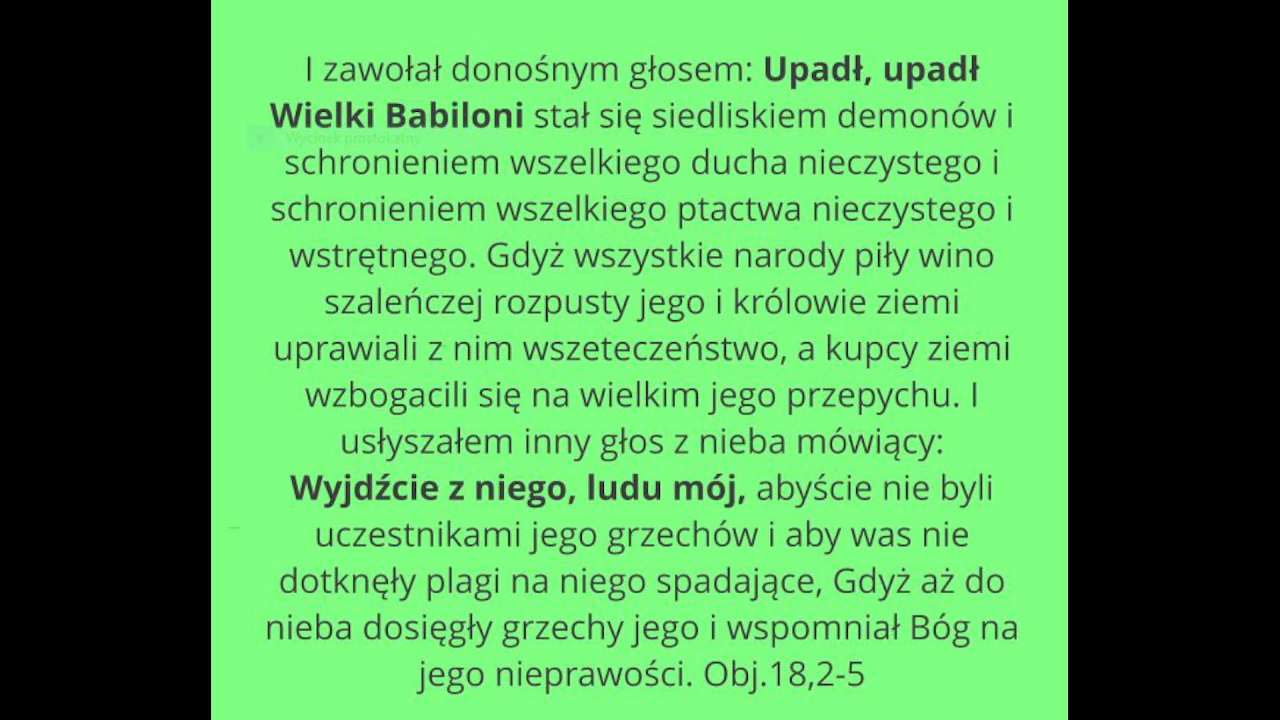 I zawołał donośnym głosem: Upadł, upadł
Wielki Babiloni stał się siedliskiem demonów i
Wycinek prostokątny
schronieniem wszelkiego ducha nieczystego i
schronieniem wszelkiego ptactwa nieczystego i
wstrętnego. Gdyż wszystkie narody piły wino
szaleńczej rozpusty jego i królowie ziemi
uprawiali z nim wszeteczeństwo, a kupcy ziemi
wzbogacili się na wielkim jego przepychu. I
usłyszałem inny głos z nieba mówiący:
Wyjdźcie z niego, ludu mój, abyście nie byli
uczestnikami jego grzechów i aby was nie
dotknęły plagi na niego spadające, Gdyż aż do
nieba dosięgły grzechy jego i wspomniał Bóg na
jego nieprawości. Obj.18,2-5